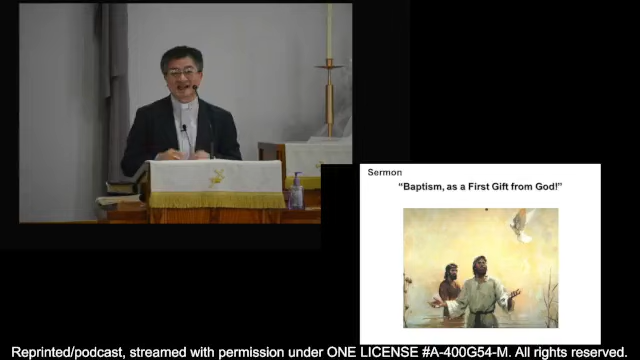 Sermon
"Baptism, as a First Gift from God!"
Reprinted/podcast, streamed with permission under ONE LICENSE #A-400G54-M. All rights reserved.